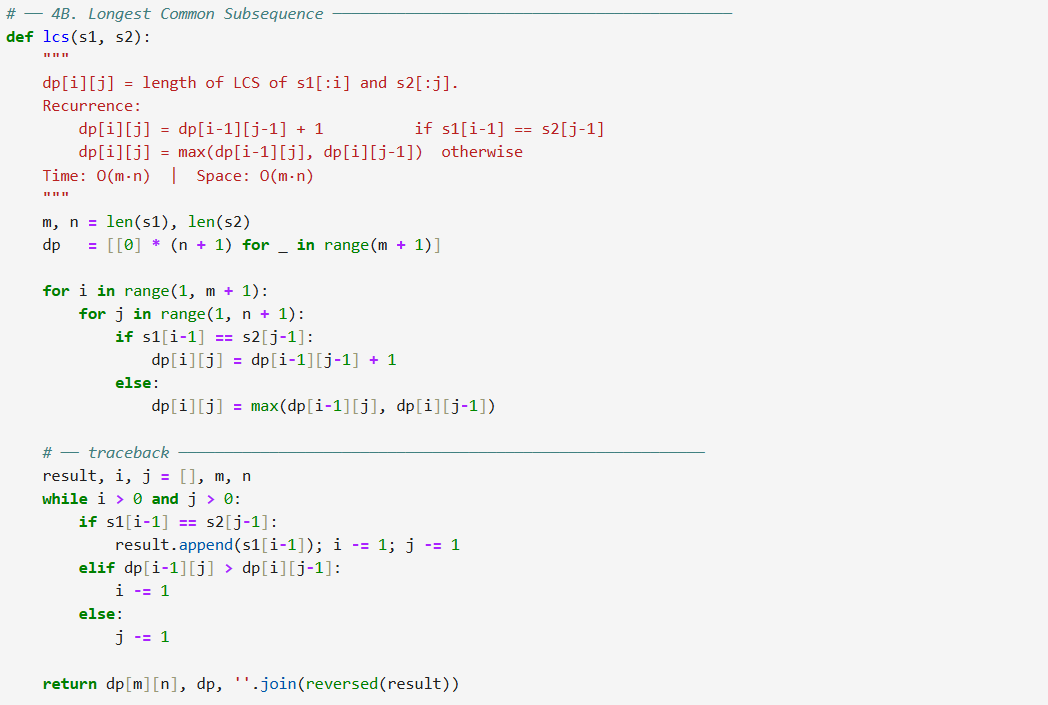 # ── 4B. Longest Common Subsequence ────────────────────────────────────────────
def lcs(s1, s2):
    """
    dp[i][j] = length of LCS of s1[:i] and s2[:j].
    Recurrence:
        dp[i][j] = dp[i-1][j-1] + 1          if s1[i-1] == s2[j-1]
        dp[i][j] = max(dp[i-1][j], dp[i][j-1])  otherwise
    Time: O(m·n)  |  Space: O(m·n)
    """
    m, n = len(s1), len(s2)
    dp   = [[0] * (n + 1) for _ in range(m + 1)]

    for i in range(1, m + 1):
        for j in range(1, n + 1):
            if s1[i-1] == s2[j-1]:
                dp[i][j] = dp[i-1][j-1] + 1
            else:
                dp[i][j] = max(dp[i-1][j], dp[i][j-1])

    # ── traceback ──────────────────────────────────────────────────────────
    result, i, j = [], m, n
    while i > 0 and j > 0:
        if s1[i-1] == s2[j-1]:
            result.append(s1[i-1]); i -= 1; j -= 1
        elif dp[i-1][j] > dp[i][j-1]:
            i -= 1
        else:
            j -= 1

    return dp[m][n], dp, ''.join(reversed(result))